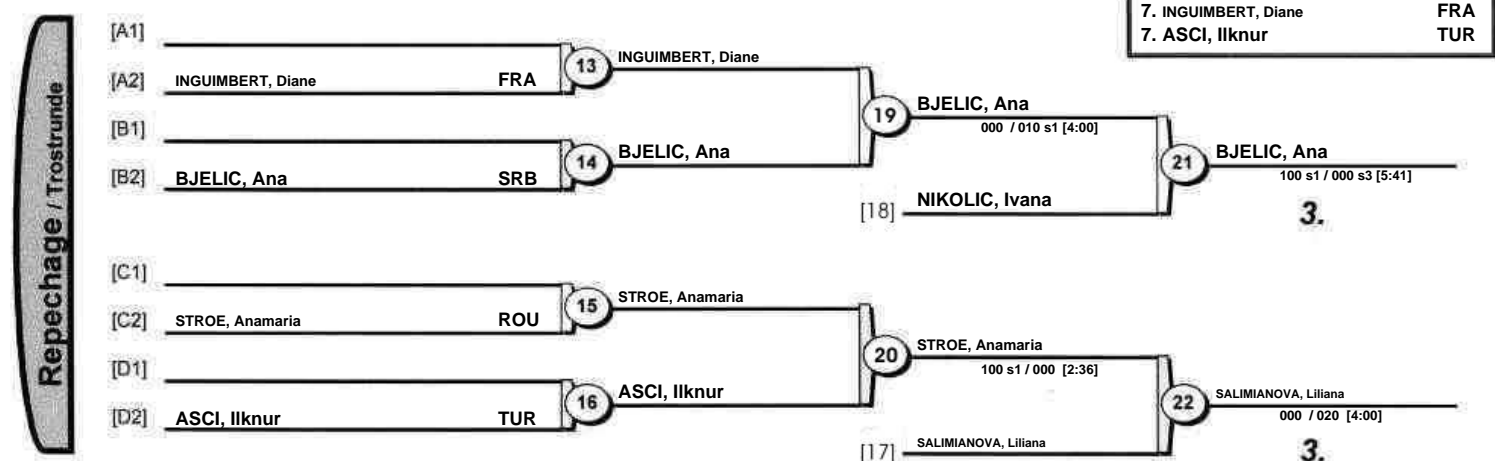 7. INGUIMBERT, Diane FRA
7. ASCI, Ilknur TUR
Repechage / Trostrunde
[A1]
[A2] INGUIMBERT, Diane FRA
13 INGUIMBERT, Diane
[B1]
[B2] BJELIC, Ana SRB
14 BJELIC, Ana
19 BJELIC, Ana
000 / 010 s1 [4:00]
[18] NIKOLIC, Ivana
21 BJELIC, Ana
100 s1 / 000 s3 [5:41]
3.
[C1]
[C2] STROE, Anamaria ROU
15 STROE, Anamaria
[D1]
[D2] ASCI, Ilknur TUR
16 ASCI, Ilknur
20 STROE, Anamaria
100 s1 / 000 [2:36]
[17] SALIMIANOVA, Liliana
22 SALIMIANOVA, Liliana
000 / 020 [4:00]
3.